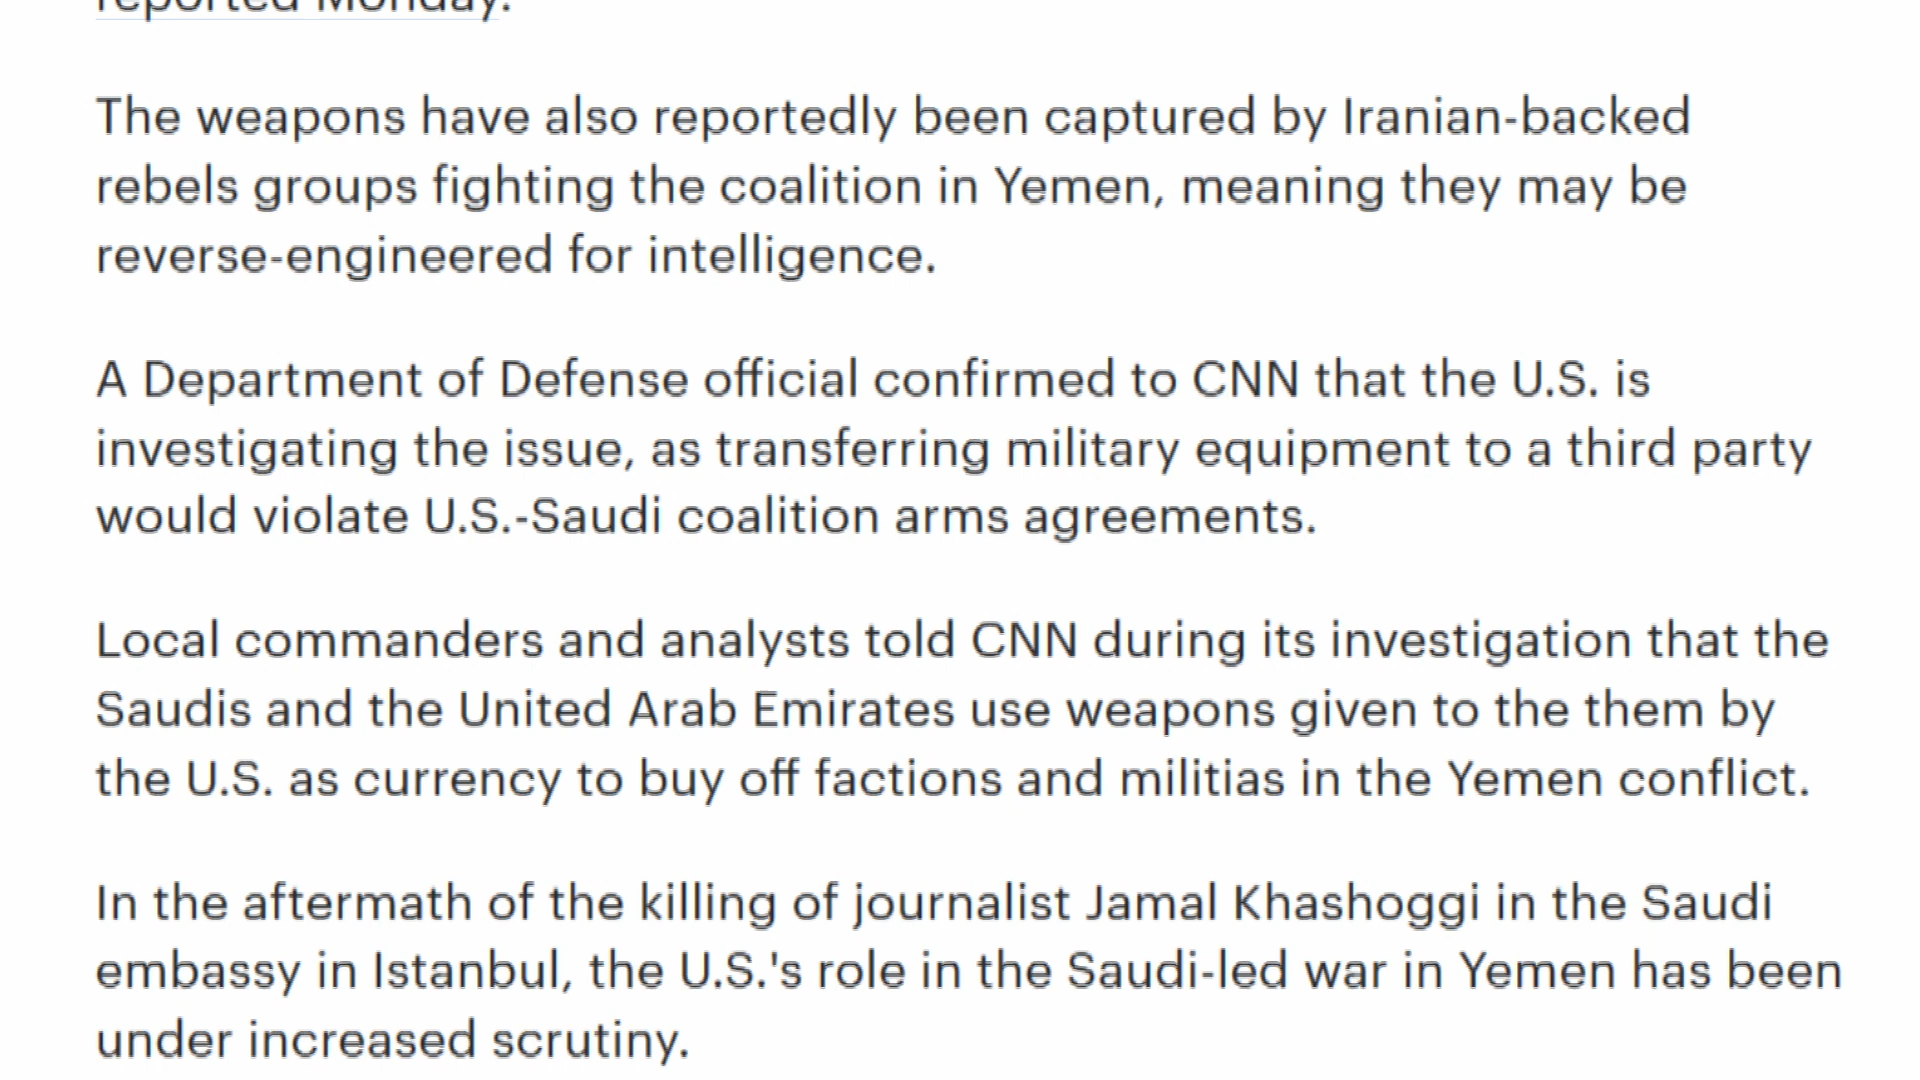 reported Monday.
The weapons have also reportedly been captured by Iranian-backed
rebels groups fighting the coalition in Yemen, meaning they may be
reverse-engineered for intelligence.
A Department of Defense official confirmed to CNN that the U.S. is
investigating the issue, as transferring military equipment to a third party
would violate U.S.-Saudi coalition arms agreements.
Local commanders and analysts told CNN during its investigation that the
Saudis and the United Arab Emirates use weapons given to the them by
the U.S. as currency to buy off factions and militias in the Yemen conflict.
In the aftermath of the killing of journalist Jamal Khashoggi in the Saudi
embassy in Istanbul, the U.S.'s role in the Saudi-led war in Yemen has been
under increased scrutiny.